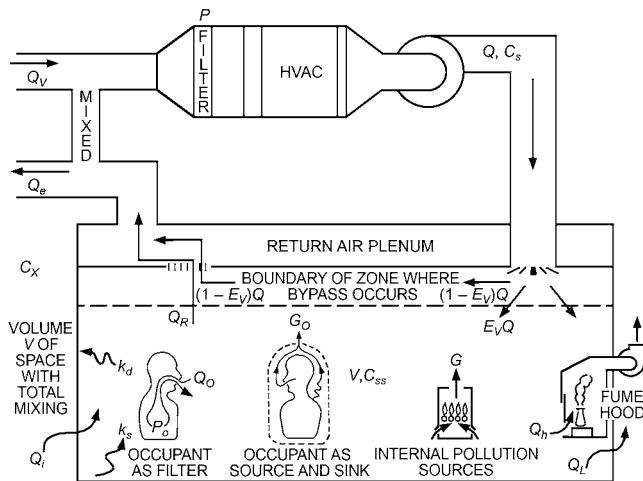 P
Q_V
FILTER
HVAC
Q, C_s
MIXED
Q_e
C_X
RETURN AIR PLENUM
BOUNDARY OF ZONE WHERE
(1 – E_V)Q BYPASS OCCURS (1 – E_V)Q
Q_R
E_VQ
VOLUME
V OF
SPACE
WITH
TOTAL
MIXING
G_O
k_d
Q_O
V, C_ss
G
P_o
k_s
Q_i
OCCUPANT
AS FILTER
OCCUPANT AS
SOURCE AND SINK
INTERNAL POLLUTION
SOURCES
Q_h
FUME
HOOD
Q_L